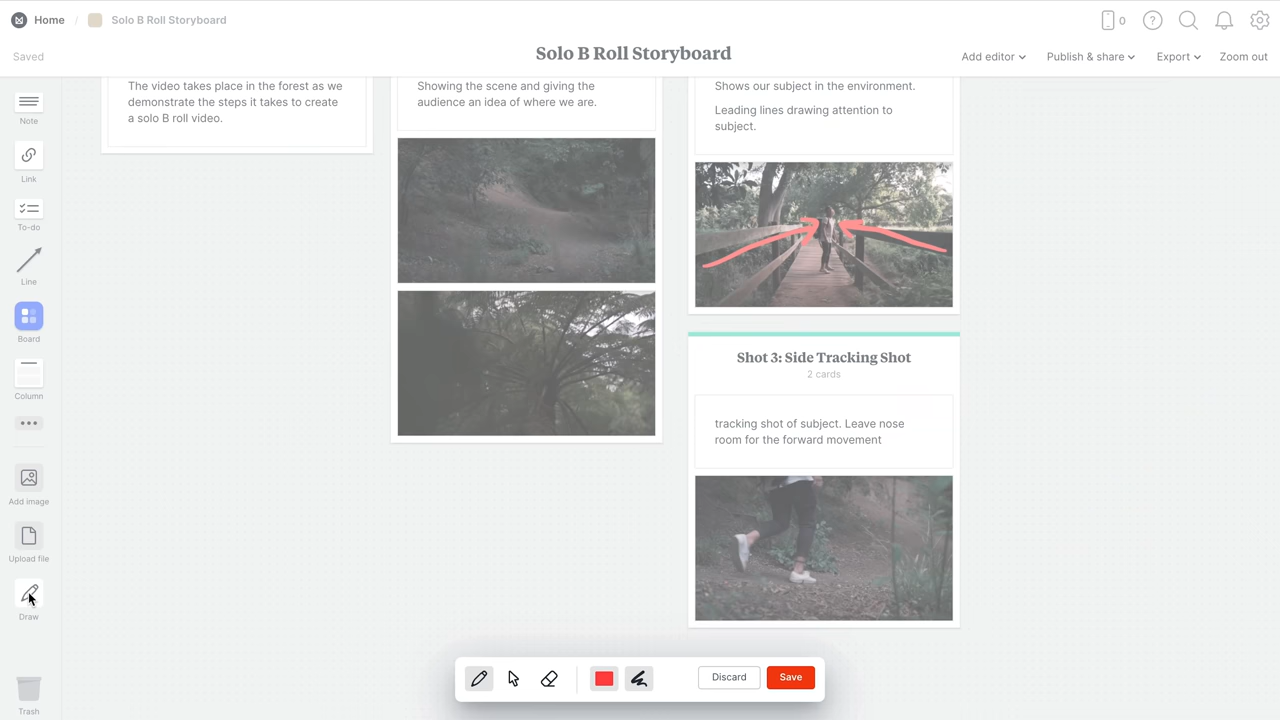 Home / Solo B Roll Storyboard
0
Saved
Solo B Roll Storyboard
Add editor
Publish & share
Export
Zoom out
Note
Link
To-do
Line
Board
Column
Add image
Upload file
Draw
Trash
The video takes place in the forest as we
demonstrate the steps it takes to create
a solo B roll video.
Showing the scene and giving the
audience an idea of where we are.
Shows our subject in the environment.
Leading lines drawing attention to
subject.
Shot 3: Side Tracking Shot
2 cards
tracking shot of subject. Leave nose
room for the forward movement
Discard
Save